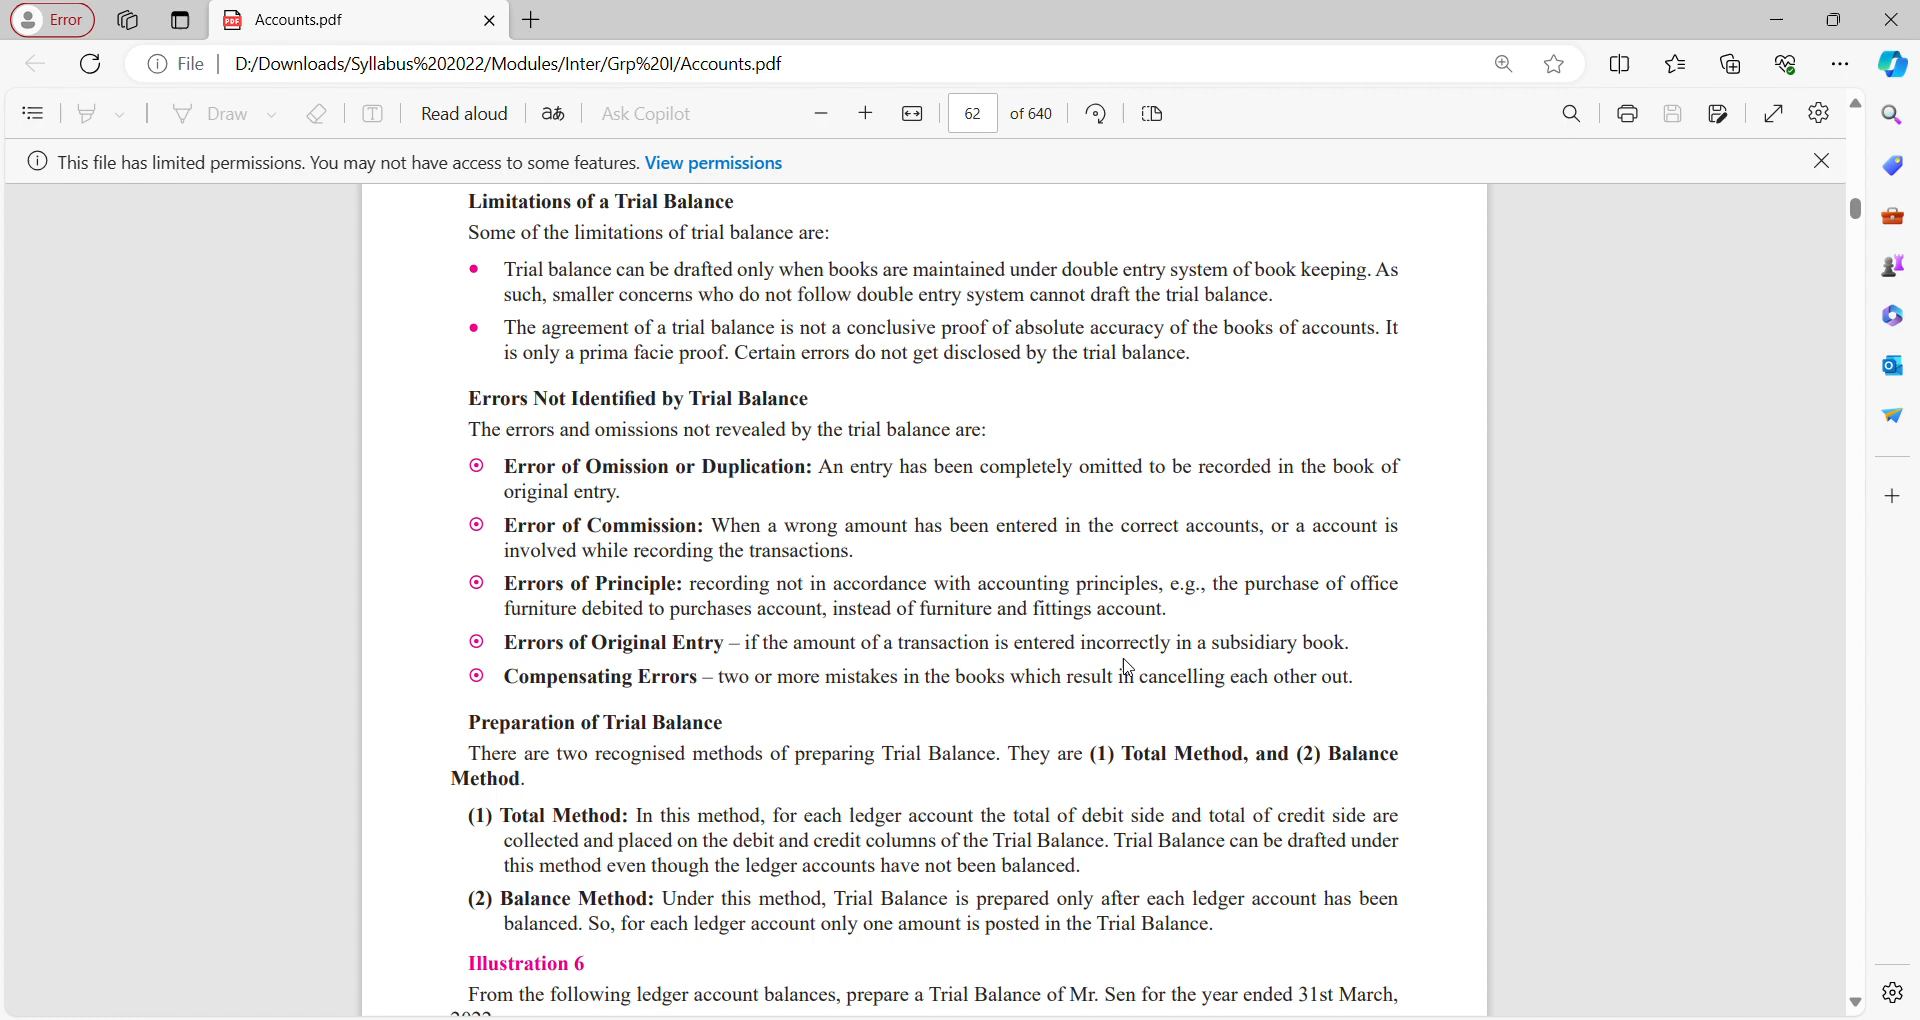 Error
Accounts.pdf
File
D:/Downloads/Syllabus%202022/Modules/Inter/Grp%20I/Accounts.pdf
Draw
Read aloud
aあ
Ask Copilot
62
of 640
This file has limited permissions. You may not have access to some features. View permissions
Limitations of a Trial Balance
Some of the limitations of trial balance are:
Trial balance can be drafted only when books are maintained under double entry system of book keeping. As
such, smaller concerns who do not follow double entry system cannot draft the trial balance.
The agreement of a trial balance is not a conclusive proof of absolute accuracy of the books of accounts. It
is only a prima facie proof. Certain errors do not get disclosed by the trial balance.
Errors Not Identified by Trial Balance
The errors and omissions not revealed by the trial balance are:
Error of Omission or Duplication: An entry has been completely omitted to be recorded in the book of
original entry.
Error of Commission: When a wrong amount has been entered in the correct accounts, or a account is
involved while recording the transactions.
Errors of Principle: recording not in accordance with accounting principles, e.g., the purchase of office
furniture debited to purchases account, instead of furniture and fittings account.
Errors of Original Entry – if the amount of a transaction is entered incorrectly in a subsidiary book.
Compensating Errors – two or more mistakes in the books which result in cancelling each other out.
Preparation of Trial Balance
There are two recognised methods of preparing Trial Balance. They are (1) Total Method, and (2) Balance
Method.
(1) Total Method: In this method, for each ledger account the total of debit side and total of credit side are
collected and placed on the debit and credit columns of the Trial Balance. Trial Balance can be drafted under
this method even though the ledger accounts have not been balanced.
(2) Balance Method: Under this method, Trial Balance is prepared only after each ledger account has been
balanced. So, for each ledger account only one amount is posted in the Trial Balance.
Illustration 6
From the following ledger account balances, prepare a Trial Balance of Mr. Sen for the year ended 31st March,